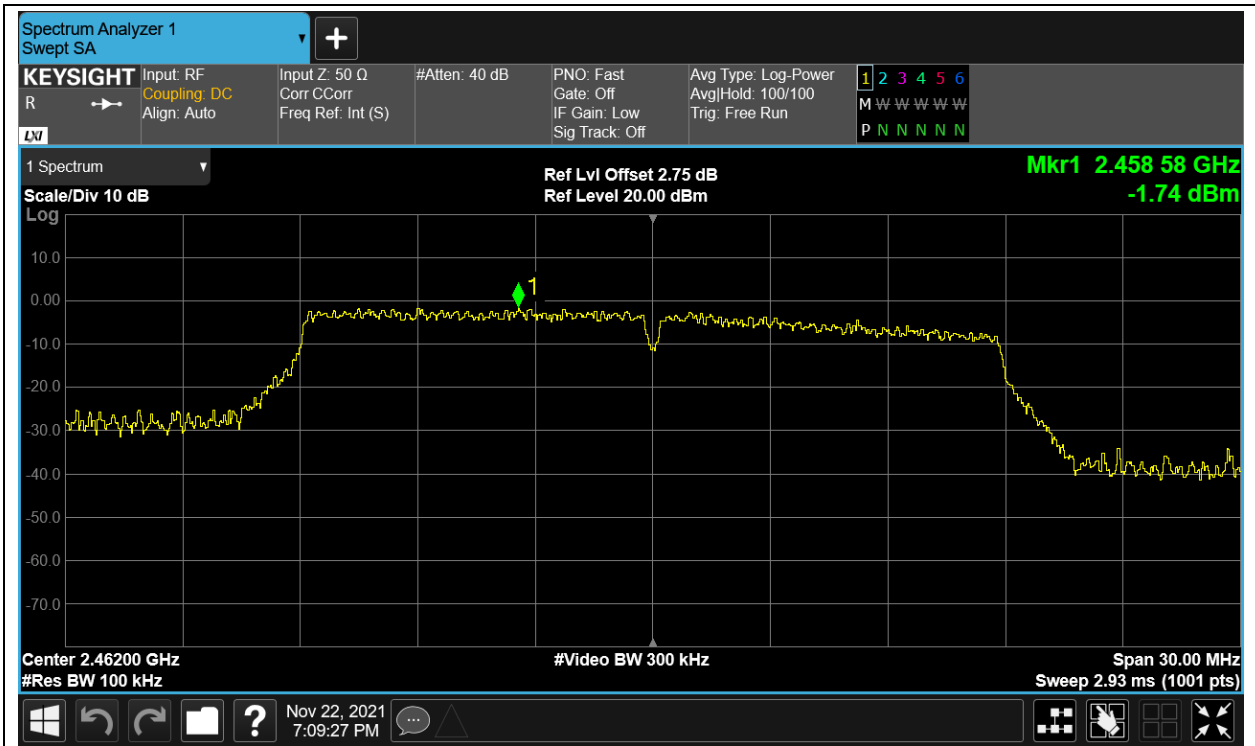 Spectrum Analyzer 1
Swept SA
KEYSIGHT
R
LXI
Input: RF
Coupling: DC
Align: Auto
Input Z: 50 Ω
Corr CCorr
Freq Ref: Int (S)
#Atten: 40 dB
PNO: Fast
Gate: Off
IF Gain: Low
Sig Track: Off
Avg Type: Log-Power
Avg|Hold: 100/100
Trig: Free Run
1 2 3 4 5 6
M W W W W W
P N N N N N
1 Spectrum
Scale/Div 10 dB
Log
Ref Lvl Offset 2.75 dB
Ref Level 20.00 dBm
Mkr1 2.458 58 GHz
-1.74 dBm
1
10.0
0.00
-10.0
-20.0
-30.0
-40.0
-50.0
-60.0
-70.0
Center 2.46200 GHz
#Video BW 300 kHz
Span 30.00 MHz
#Res BW 100 kHz
Sweep 2.93 ms (1001 pts)
?
Nov 22, 2021
7:09:27 PM